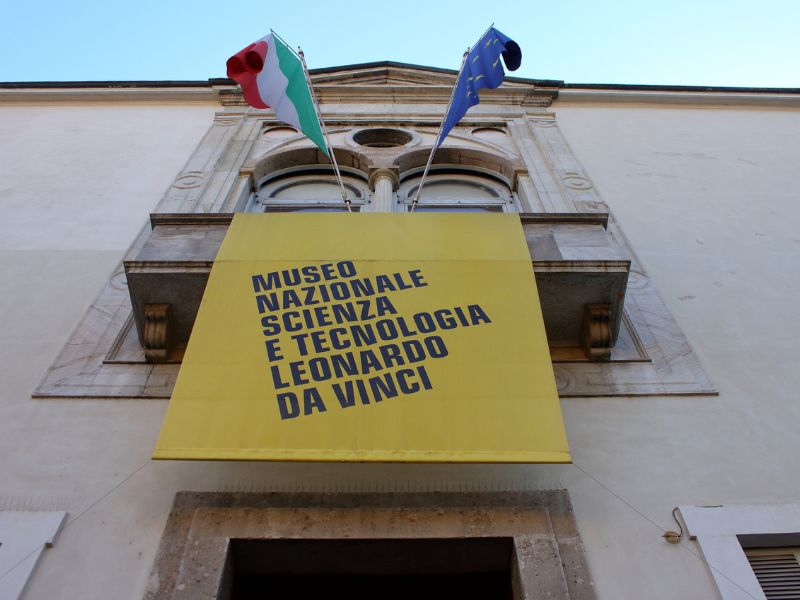 MUSEO
NAZIONALE
SCIENZA
E TECNOLOGIA
LEONARDO
DA VINCI